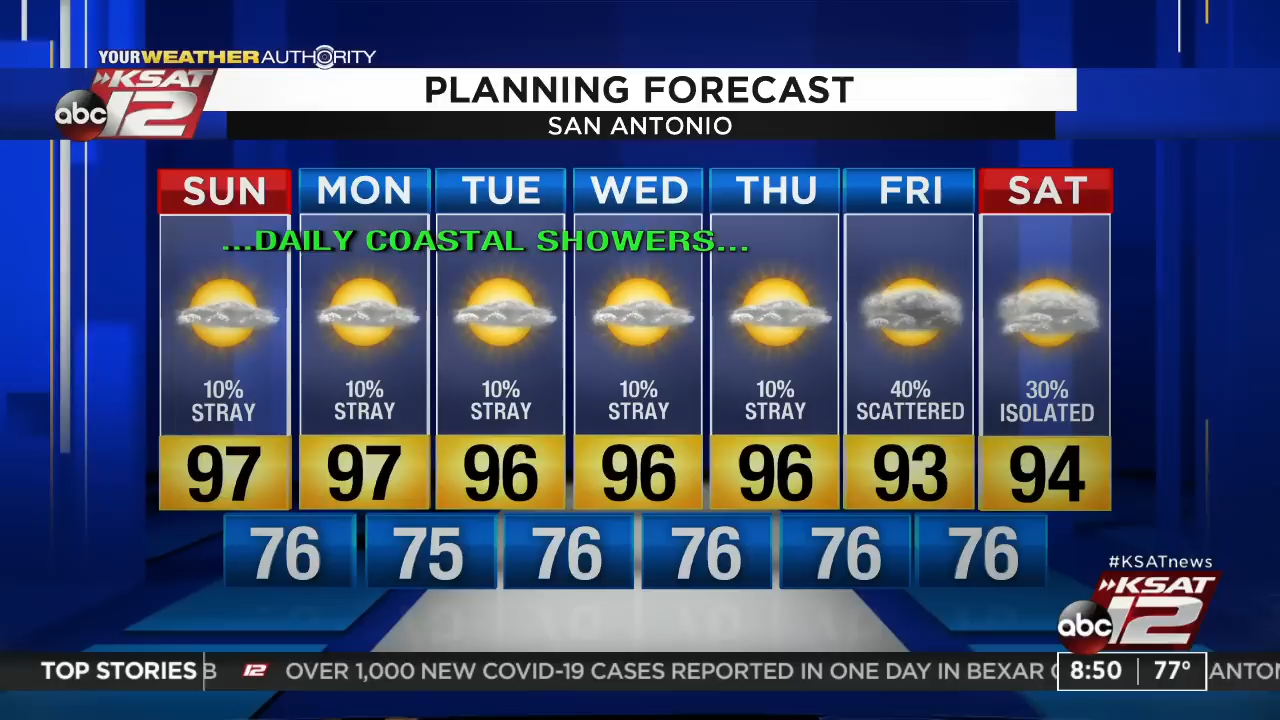 YOURWEATHERAUTHORITY
KSAT
abc 12
PLANNING FORECAST
SAN ANTONIO
SUN MON TUE WED THU FRI SAT
...DAILY COASTAL SHOWERS...
10% 10% 10% 10% 10% 40% 30%
STRAY STRAY STRAY STRAY STRAY SCATTERED ISOLATED
97 97 96 96 96 93 94
76 75 76 76 76 76
#KSATnews
KSAT
abc 12
TOP STORIES B 12 OVER 1,000 NEW COVID-19 CASES REPORTED IN ONE DAY IN BEXAR 8:50 77° ANTO